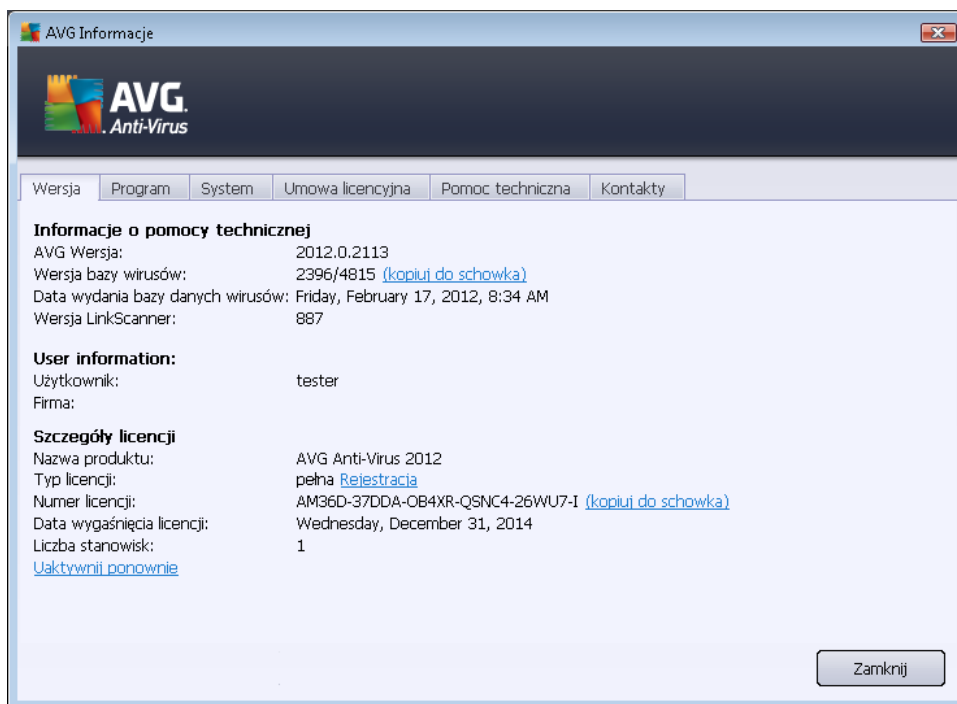 AVG Informacje
AVG.
Anti-Virus
Wersja Program System Umowa licencyjna Pomoc techniczna Kontakty
Informacje o pomocy technicznej
AVG Wersja: 2012.0.2113
Wersja bazy wirusów: 2396/4815 (kopiuj do schowka)
Data wydania bazy danych wirusów: Friday, February 17, 2012, 8:34 AM
Wersja LinkScanner: 887
User information:
Użytkownik: tester
Firma:
Szczegóły licencji
Nazwa produktu: AVG Anti-Virus 2012
Typ licencji: pełna Rejestracja
Numer licencji: AM36D-37DDA-OB4XR-QSNC4-26WU7-I (kopiuj do schowka)
Data wygaśnięcia licencji: Wednesday, December 31, 2014
Liczba stanowisk: 1
Uaktywnij ponownie
Zamknij